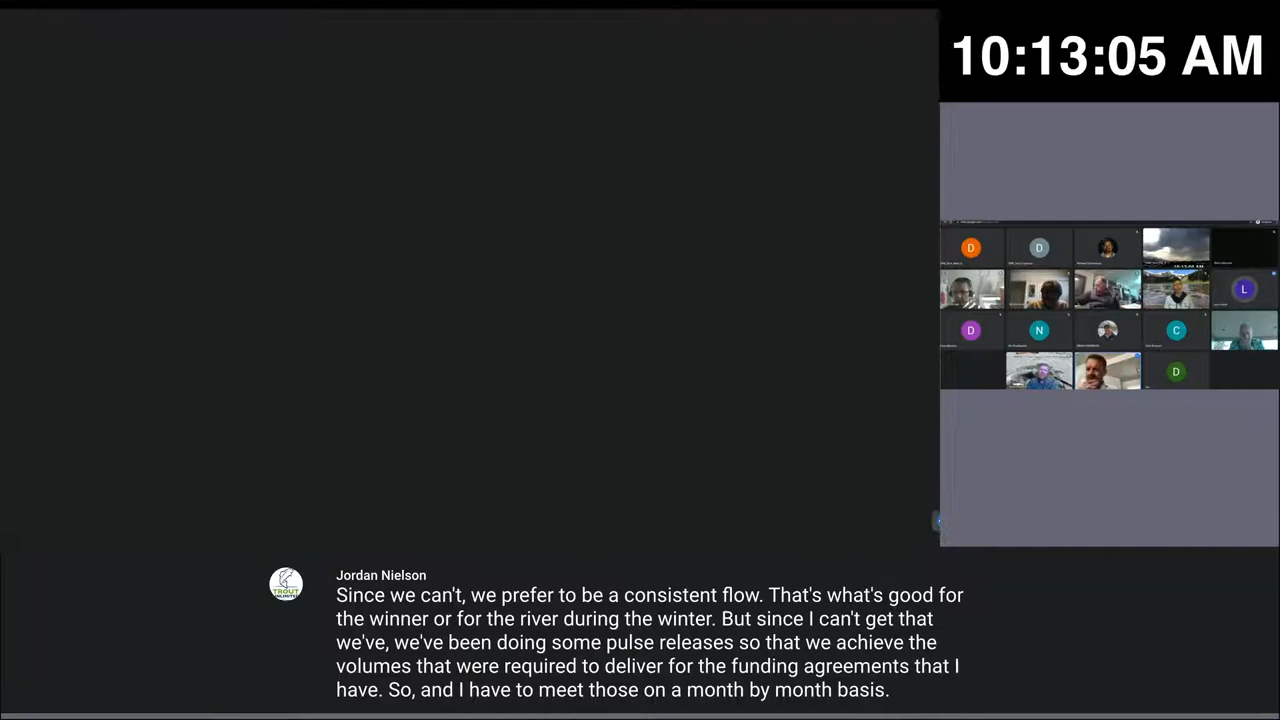 10:13:05 AM
D
D
L
D
N
C
D
TROUT
UNLIMITED
Jordan Nielson
Since we can't, we prefer to be a consistent flow. That's what's good for
the winner or for the river during the winter. But since I can't get that
we've, we've been doing some pulse releases so that we achieve the
volumes that were required to deliver for the funding agreements that I
have. So, and I have to meet those on a month by month basis.